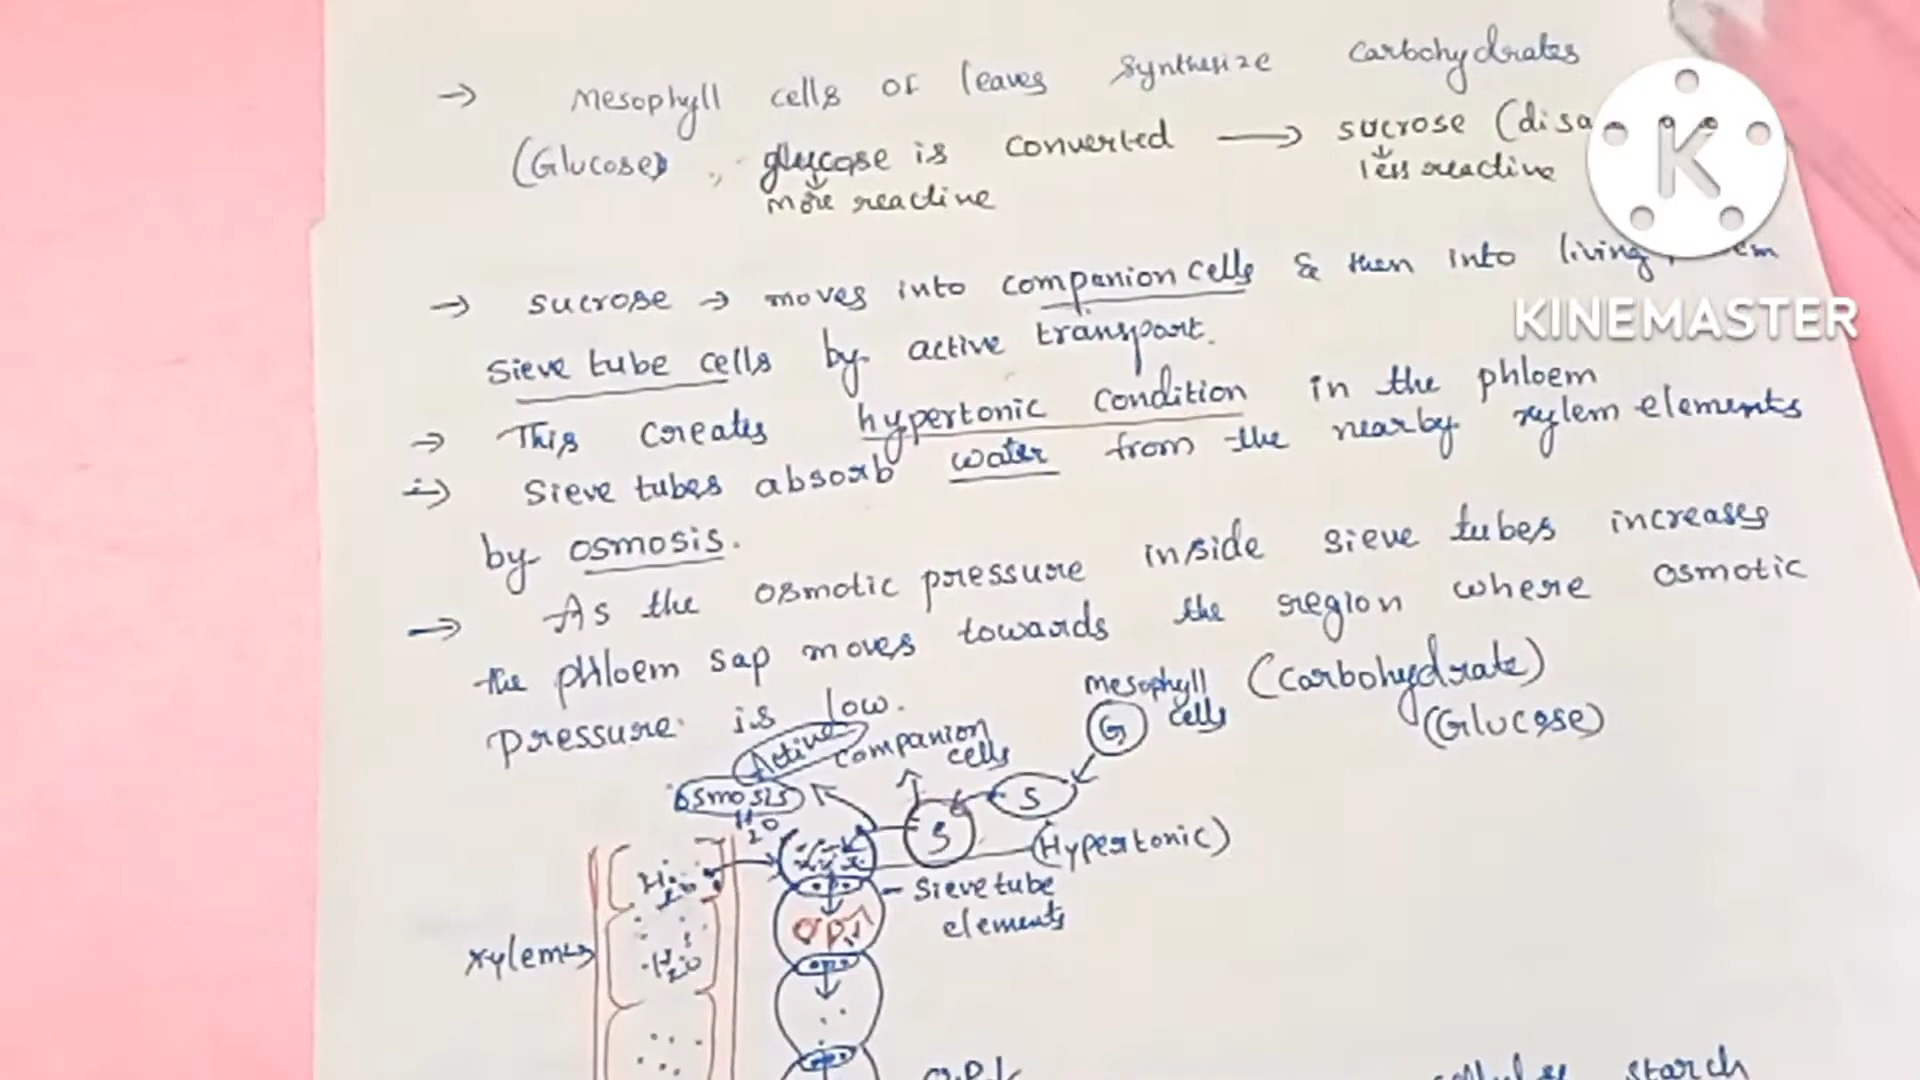 → Mesophyll cells of leaves synthesize carbohydrates
(Glucose), glucose is converted → sucrose (disa
↓ more reactive ↓ less reactive
→ sucrose → moves into companion cells & then into living
sieve tube cells by active transport.
→ This creates hypertonic condition in the phloem
→ Sieve tubes absorb water from the nearby xylem elements
by osmosis.
→ As the osmotic pressure inside sieve tubes increases
the phloem sap moves towards the region where osmotic
pressure is low.
Mesophyll cells (Carbohydrate)
(Glucose)
G
Active
companion cells
osmosis
S
S
H2O
(Hypertonic)
H2O
Sieve tube
elements
O.P.↑
xylem
H2O
starch
K
KINEMASTER